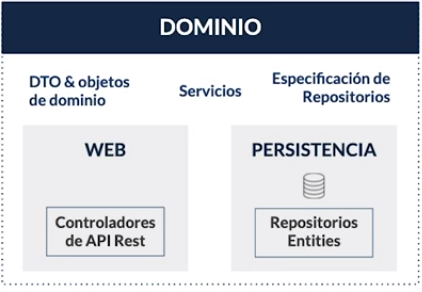 DOMINIO
DTO & objetos
de dominio
Servicios
Especificación de
Repositorios
WEB
Controladores
de API Rest
PERSISTENCIA
Repositorios
Entities